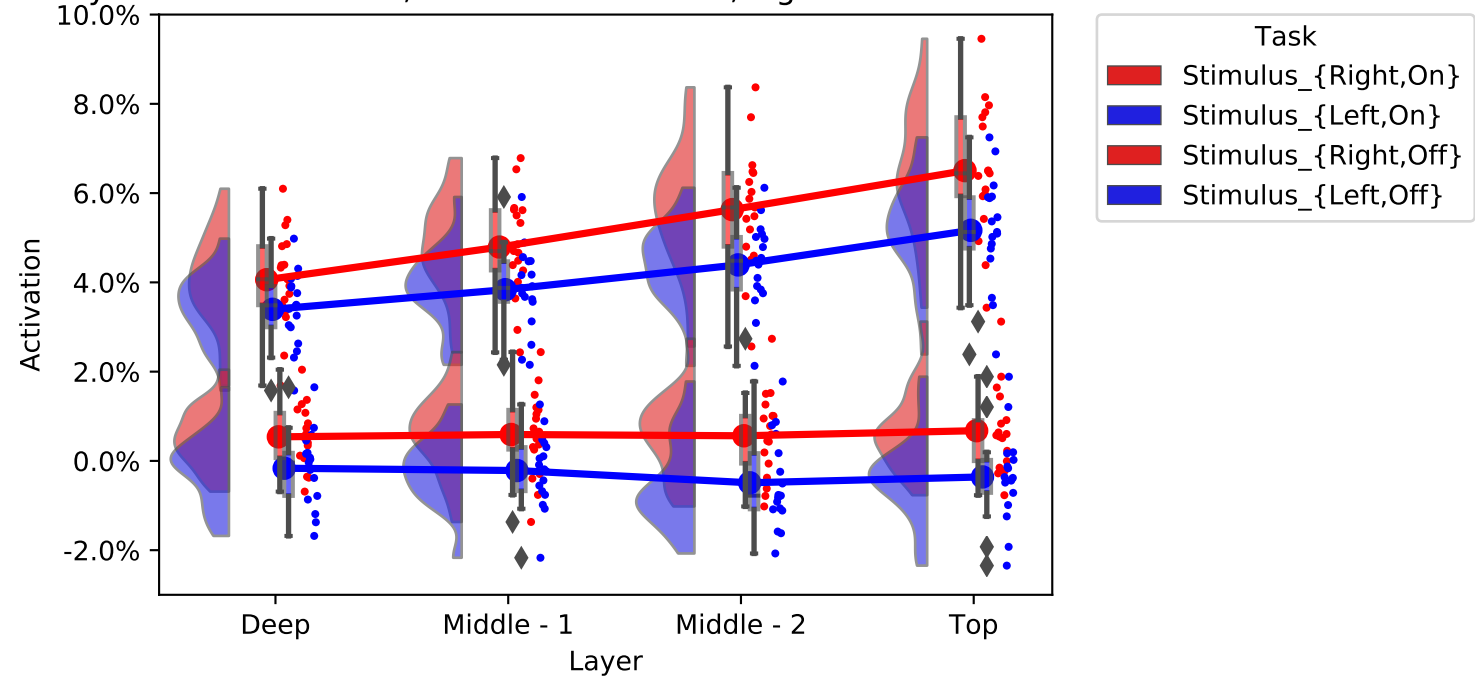 10.0%
8.0%
6.0%
4.0%
2.0%
0.0%
-2.0%
Activation
Deep
Middle - 1
Middle - 2
Top
Layer
Task
Stimulus_{Right,On}
Stimulus_{Left,On}
Stimulus_{Right,Off}
Stimulus_{Left,Off}